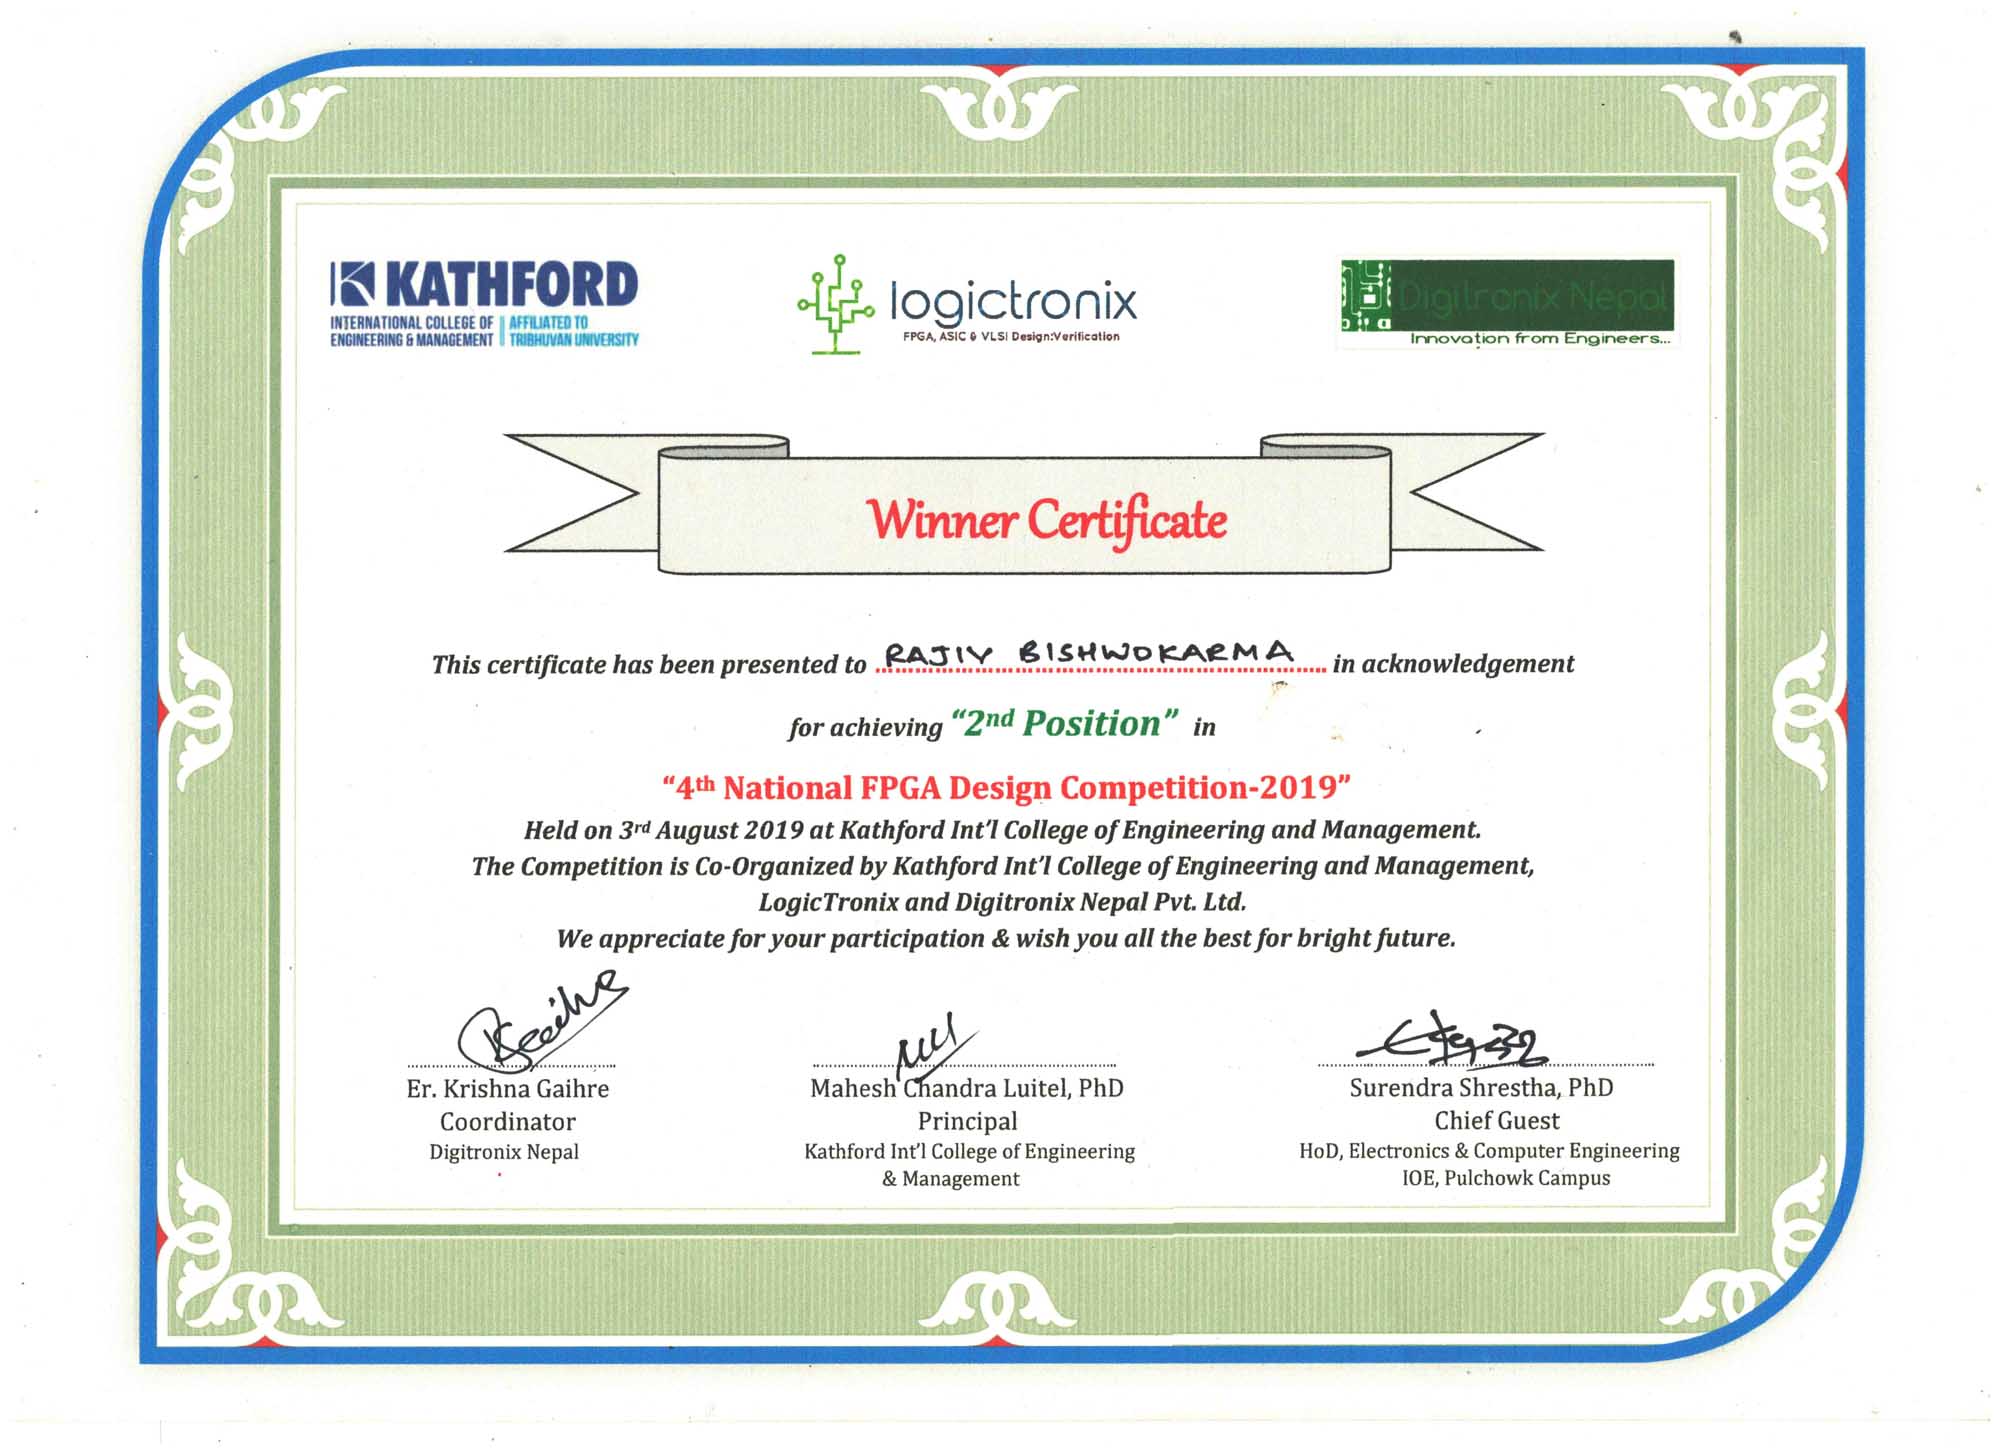 KATHFORD
INTERNATIONAL COLLEGE OF
ENGINEERING & MANAGEMENT
AFFILIATED TO
TRIBHUVAN UNIVERSITY
logictronix
FPGA, ASIC & VLSI Design:Verification
Digitronix Nepal
Innovation from Engineers...
Winner Certificate
This certificate has been presented to RAJIV BISHWOKARMA in acknowledgement
for achieving “2nd Position” in
“4th National FPGA Design Competition-2019”
Held on 3rd August 2019 at Kathford Int’l College of Engineering and Management.
The Competition is Co-Organized by Kathford Int’l College of Engineering and Management,
LogicTronix and Digitronix Nepal Pvt. Ltd.
We appreciate for your participation & wish you all the best for bright future.
Er. Krishna Gaihre
Coordinator
Digitronix Nepal
Mahesh Chandra Luitel, PhD
Principal
Kathford Int’l College of Engineering
& Management
Surendra Shrestha, PhD
Chief Guest
HoD, Electronics & Computer Engineering
IOE, Pulchowk Campus